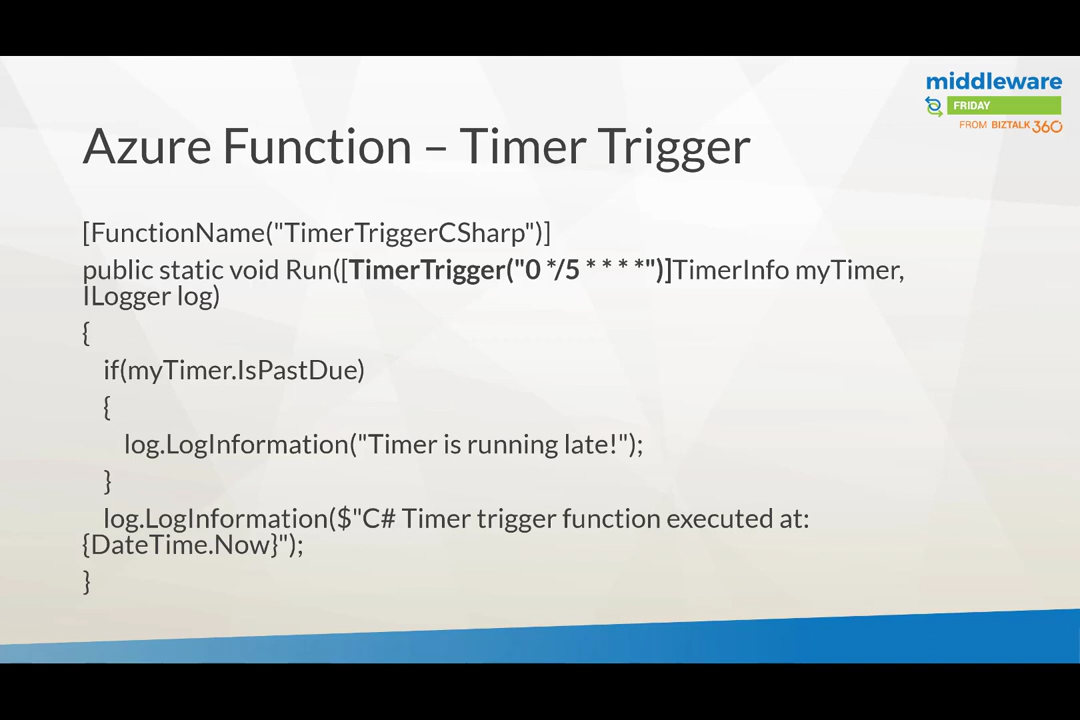 middleware
FRIDAY
FROM BIZTALK360
Azure Function – Timer Trigger
[FunctionName("TimerTriggerCSharp")]
public static void Run([TimerTrigger("0 */5 * * * *")]TimerInfo myTimer,
ILogger log)
{
if(myTimer.IsPastDue)
{
log.LogInformation("Timer is running late!");
}
log.LogInformation($"C# Timer trigger function executed at:
{DateTime.Now}");
}